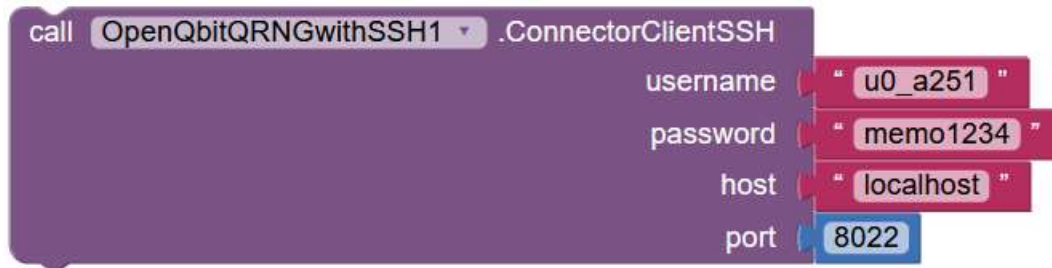 call OpenQbitQRNGwithSSH1 .ConnectorClientSSH
username “ u0_a251 ”
password “ memo1234 ”
host “ localhost ”
port 8022